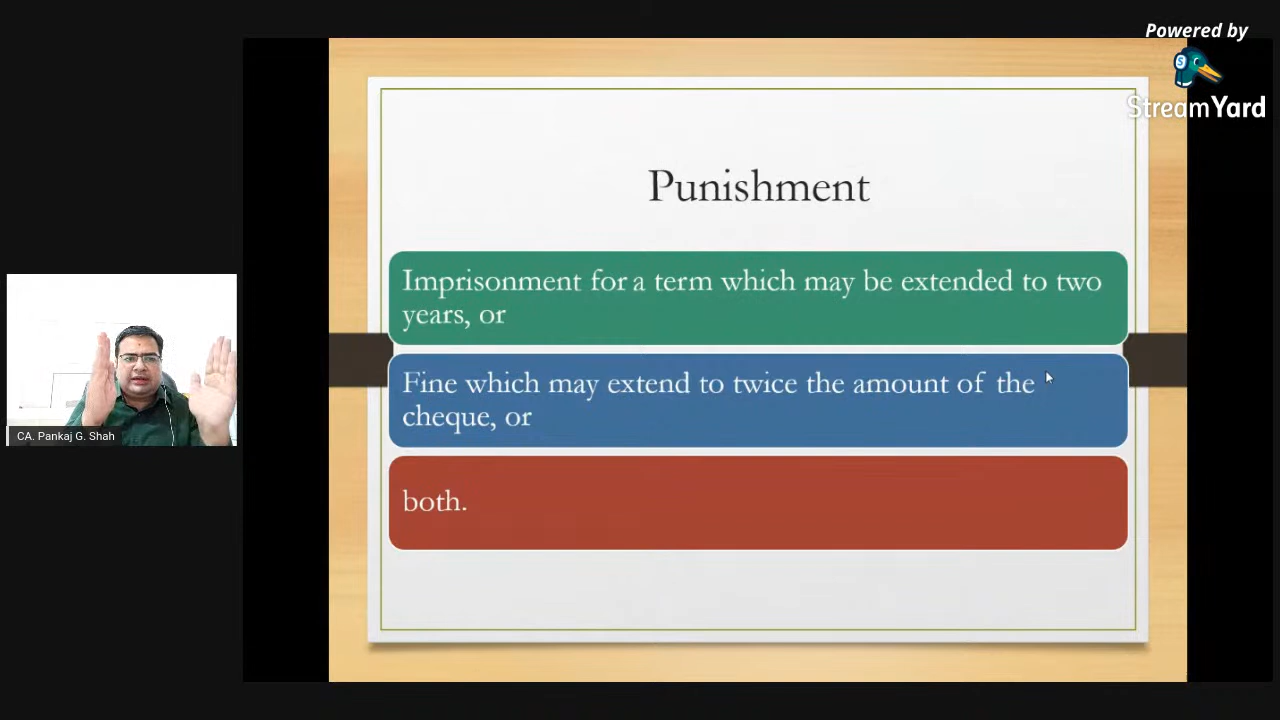 Powered by
StreamYard
Punishment
Imprisonment for a term which may be extended to two
years, or
Fine which may extend to twice the amount of the
cheque, or
both.
CA. Pankaj G. Shah